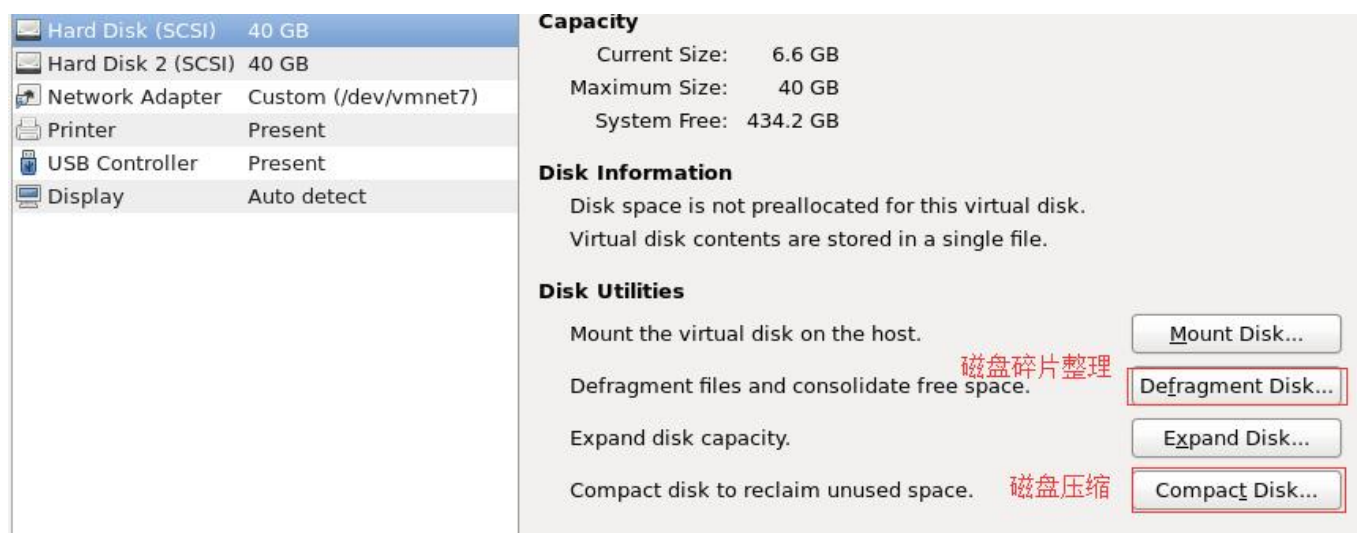 Hard Disk (SCSI) 40 GB
Hard Disk 2 (SCSI) 40 GB
Network Adapter Custom (/dev/vmnet7)
Printer Present
USB Controller Present
Display Auto detect
Capacity
Current Size: 6.6 GB
Maximum Size: 40 GB
System Free: 434.2 GB
Disk Information
Disk space is not preallocated for this virtual disk.
Virtual disk contents are stored in a single file.
Disk Utilities
Mount the virtual disk on the host. Mount Disk...
磁盘碎片整理
Defragment files and consolidate free space. Defragment Disk...
Expand disk capacity. Expand Disk...
Compact disk to reclaim unused space. 磁盘压缩 Compact Disk...